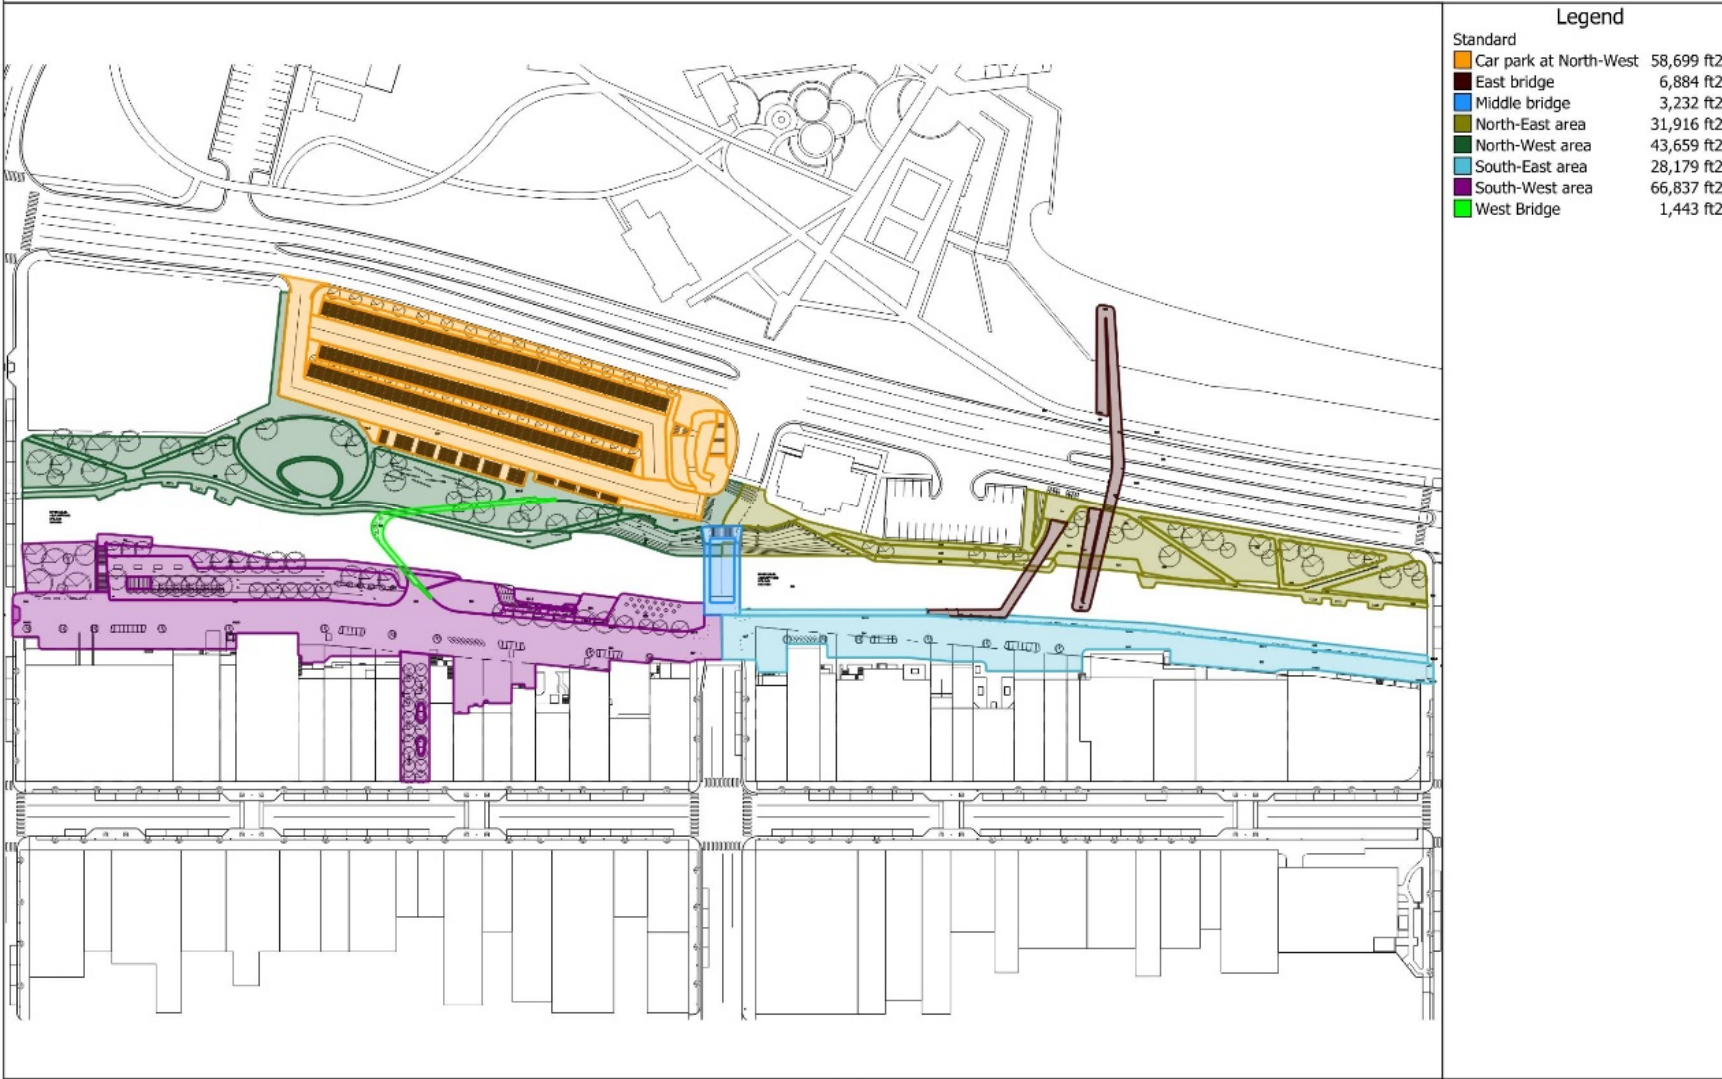 Legend
Standard
Car park at North-West 58,699 ft2
East bridge 6,884 ft2
Middle bridge 3,232 ft2
North-East area 31,916 ft2
North-West area 43,659 ft2
South-East area 28,179 ft2
South-West area 66,837 ft2
West Bridge 1,443 ft2